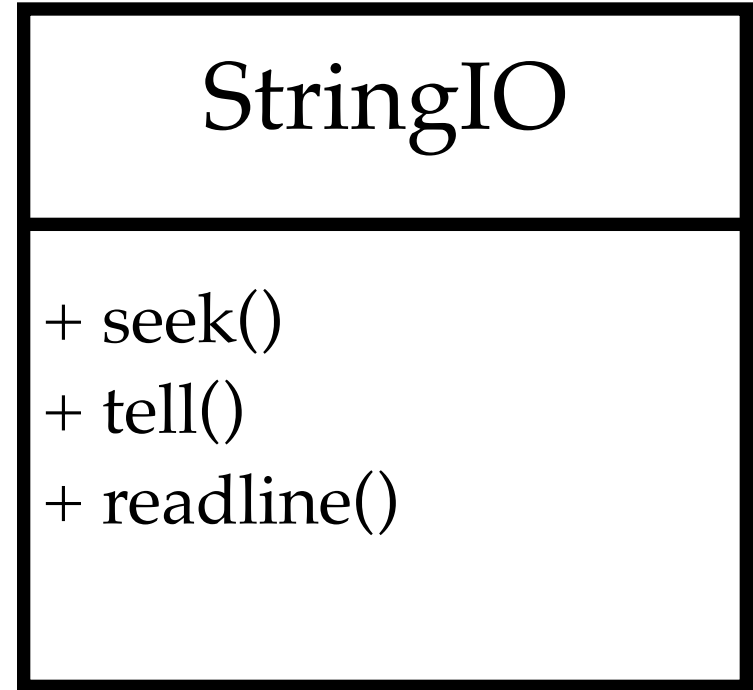 StringIO
+ seek()
+ tell()
+ readline()